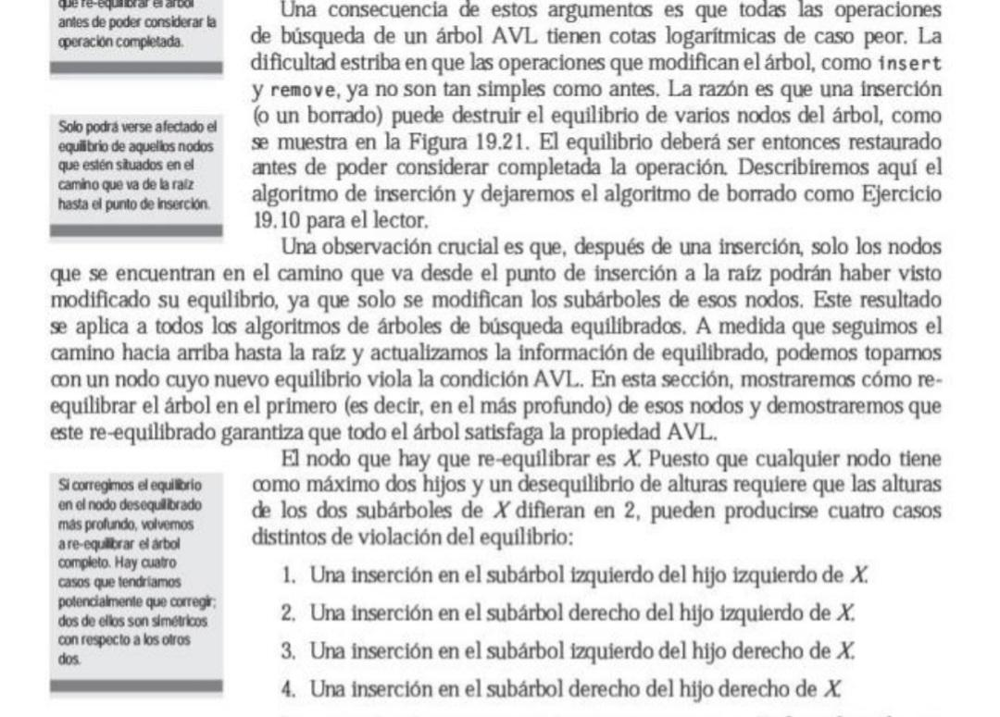 que re-equilibrar el árbol
antes de poder considerar la
operación completada.
Solo podrá verse afectado el
equilibrio de aquellos nodos
que estén situados en el
camino que va de la raíz
hasta el punto de inserción.
Una consecuencia de estos argumentos es que todas las operaciones
de búsqueda de un árbol AVL tienen cotas logarítmicas de caso peor. La
dificultad estriba en que las operaciones que modifican el árbol, como insert
y remove, ya no son tan simples como antes. La razón es que una inserción
(o un borrado) puede destruir el equilibrio de varios nodos del árbol, como
se muestra en la Figura 19.21. El equilibrio deberá ser entonces restaurado
antes de poder considerar completada la operación. Describiremos aquí el
algoritmo de inserción y dejaremos el algoritmo de borrado como Ejercicio
19.10 para el lector.
Una observación crucial es que, después de una inserción, solo los nodos
que se encuentran en el camino que va desde el punto de inserción a la raíz podrán haber visto
modificado su equilibrio, ya que solo se modifican los subárboles de esos nodos. Este resultado
se aplica a todos los algoritmos de árboles de búsqueda equilibrados. A medida que seguimos el
camino hacia arriba hasta la raíz y actualizamos la información de equilibrado, podemos toparnos
con un nodo cuyo nuevo equilibrio viola la condición AVL. En esta sección, mostraremos cómo re-
equilibrar el árbol en el primero (es decir, en el más profundo) de esos nodos y demostraremos que
este re-equilibrado garantiza que todo el árbol satisfaga la propiedad AVL.
Si corregimos el equilibrio
en el nodo desequilibrado
más profundo, volvemos
a re-equilibrar el árbol
completo. Hay cuatro
casos que tendríamos
potencialmente que corregir;
dos de ellos son simétricos
con respecto a los otros
dos.
El nodo que hay que re-equilibrar es X. Puesto que cualquier nodo tiene
como máximo dos hijos y un desequilibrio de alturas requiere que las alturas
de los dos subárboles de X difieran en 2, pueden producirse cuatro casos
distintos de violación del equilibrio:
1. Una inserción en el subárbol izquierdo del hijo izquierdo de X.
2. Una inserción en el subárbol derecho del hijo izquierdo de X.
3. Una inserción en el subárbol izquierdo del hijo derecho de X.
4. Una inserción en el subárbol derecho del hijo derecho de X.